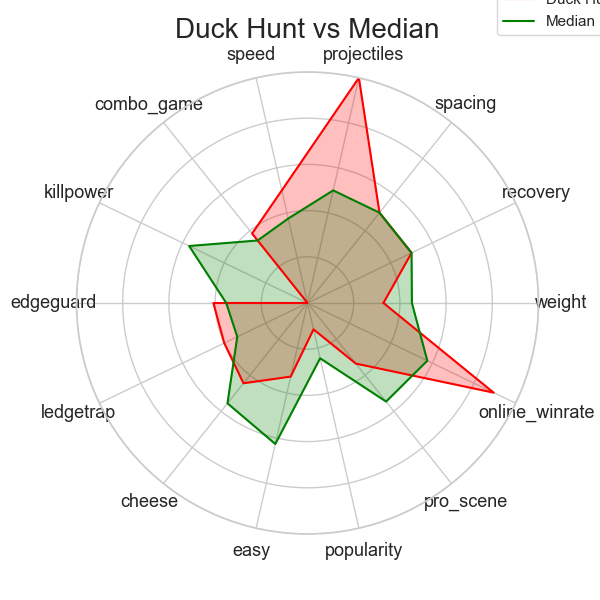 Duck Hunt vs Median
Median
speed
projectiles
combo_game
spacing
killpower
recovery
edgeguard
weight
ledgetrap
online_winrate
cheese
pro_scene
easy
popularity